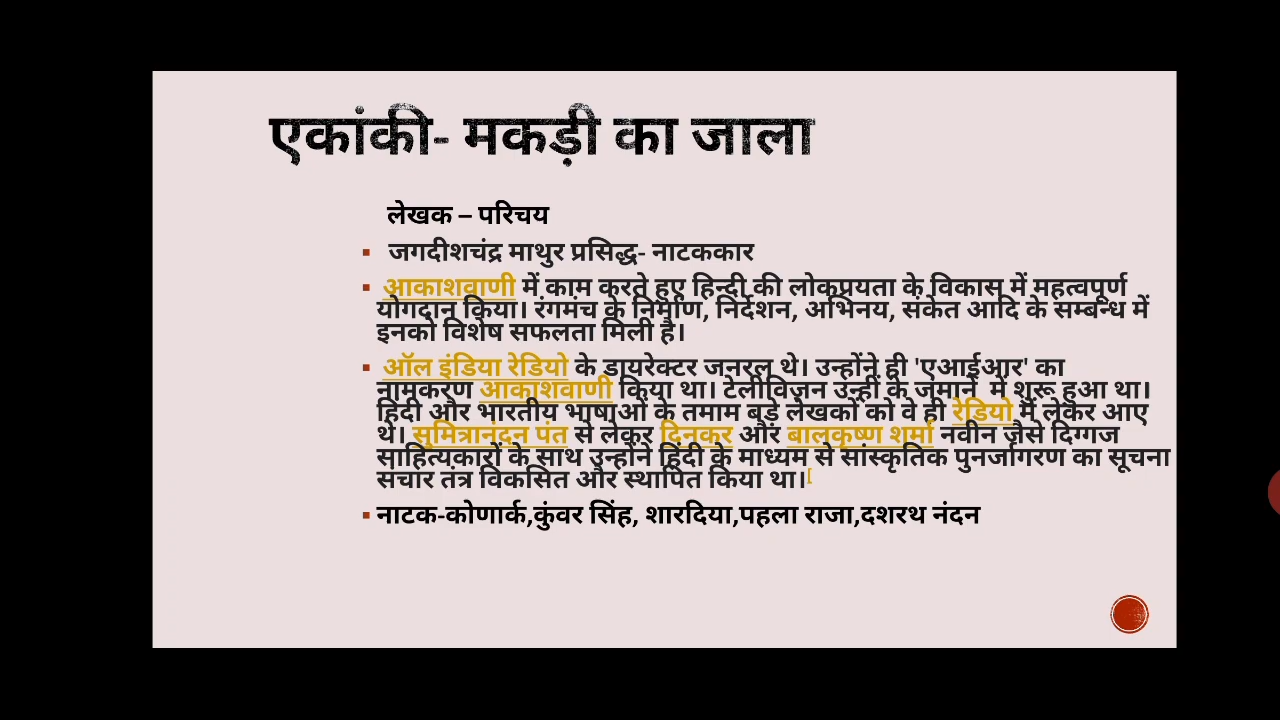 एकांकी- मकड़ी का जाला
लेखक – परिचय
जगदीशचंद्र माथुर प्रसिद्ध- नाटककार
आकाशवाणी में काम करते हुए हिन्दी की लोकप्रयता के विकास में महत्वपूर्ण
योगदान किया। रंगमंच के निर्माण, निर्देशन, अभिनय, संकेत आदि के सम्बन्ध में
इनको विशेष सफलता मिली है।
ऑल इंडिया रेडियो के डायरेक्टर जनरल थे। उन्होंने ही 'एआईआर' का
नामकरण आकाशवाणी किया था। टेलीविज़न उन्हीं के जमाने में शुरू हुआ था।
हिंदी और भारतीय भाषाओं के तमाम बड़े लेखकों को वे ही रेडियो में लेकर आए
थे। सुमित्रानंदन पंत से लेकर दिनकर और बालकृष्ण शर्मा नवीन जैसे दिग्गज
साहित्यकारों के साथ उन्होंने हिंदी के माध्यम से सांस्कृतिक पुनर्जागरण का सूचना
संचार तंत्र विकसित और स्थापित किया था।[
नाटक-कोणार्क,कुंवर सिंह, शारदिया,पहला राजा,दशरथ नंदन